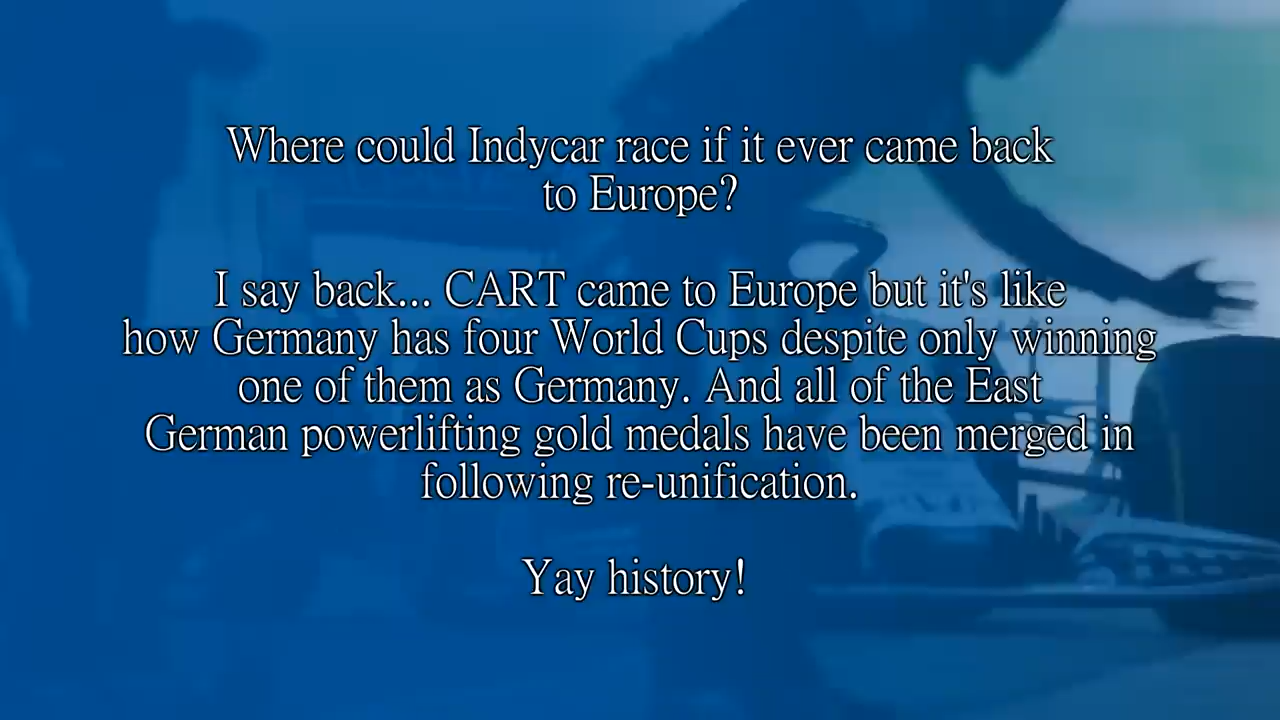 Where could Indycar race if it ever came back
to Europe?
I say back... CART came to Europe but it's like
how Germany has four World Cups despite only winning
one of them as Germany. And all of the East
German powerlifting gold medals have been merged in
following re-unification.
Yay history!